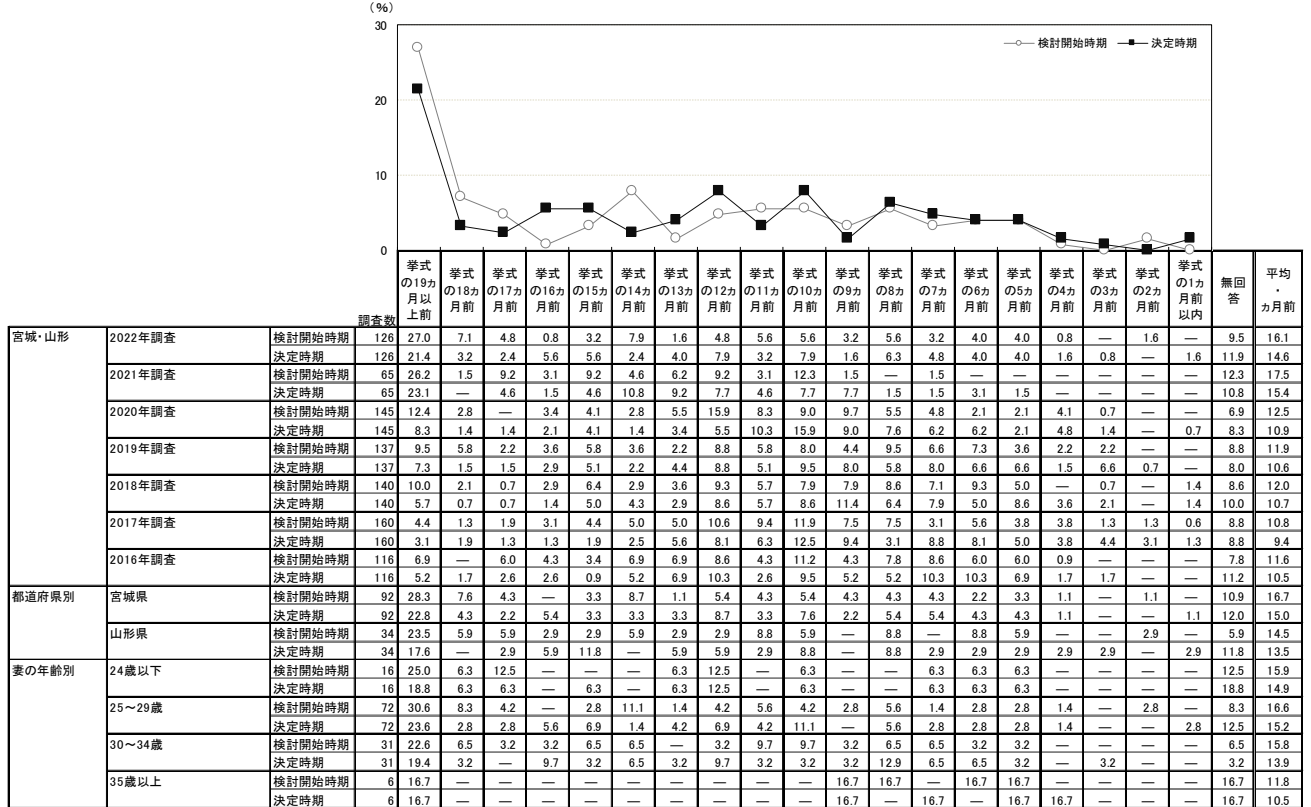 （％）
30
20
10
0
検討開始時期 決定時期
調査数 挙式の19ヵ月以上前 挙式の18ヵ月前 挙式の17ヵ月前 挙式の16ヵ月前 挙式の15ヵ月前 挙式の14ヵ月前 挙式の13ヵ月前 挙式の12ヵ月前 挙式の11ヵ月前 挙式の10ヵ月前 挙式の9ヵ月前 挙式の8ヵ月前 挙式の7ヵ月前 挙式の6ヵ月前 挙式の5ヵ月前 挙式の4ヵ月前 挙式の3ヵ月前 挙式の2ヵ月前 挙式の1ヵ月前以内 無回答 平均・ヵ月前
宮城・山形 2022年調査 検討開始時期 126 27.0 7.1 4.8 0.8 3.2 7.9 1.6 4.8 5.6 5.6 3.2 5.6 3.2 4.0 4.0 0.8 ― 1.6 ― 9.5 16.1
決定時期 126 21.4 3.2 2.4 5.6 5.6 2.4 4.0 7.9 3.2 7.9 1.6 6.3 4.8 4.0 4.0 1.6 0.8 ― 1.6 11.9 14.6
2021年調査 検討開始時期 65 26.2 1.5 9.2 3.1 9.2 4.6 6.2 9.2 3.1 12.3 1.5 ― 1.5 ― ― ― ― ― ― 12.3 17.5
決定時期 65 23.1 ― 4.6 1.5 4.6 10.8 9.2 7.7 4.6 7.7 7.7 1.5 1.5 3.1 1.5 ― ― ― ― 10.8 15.4
2020年調査 検討開始時期 145 12.4 2.8 ― 3.4 4.1 2.8 5.5 15.9 8.3 9.0 9.7 5.5 4.8 2.1 2.1 4.1 0.7 ― ― 6.9 12.5
決定時期 145 8.3 1.4 1.4 2.1 4.1 1.4 3.4 5.5 10.3 15.9 9.0 7.6 6.2 6.2 2.1 4.8 1.4 ― 0.7 8.3 10.9
2019年調査 検討開始時期 137 9.5 5.8 2.2 3.6 5.8 3.6 2.2 8.8 5.8 8.0 4.4 9.5 6.6 7.3 3.6 2.2 2.2 ― ― 8.8 11.9
決定時期 137 7.3 1.5 1.5 2.9 5.1 2.2 4.4 8.8 5.1 9.5 8.0 5.8 8.0 6.6 6.6 1.5 6.6 0.7 ― 8.0 10.6
2018年調査 検討開始時期 140 10.0 2.1 0.7 2.9 6.4 2.9 3.6 9.3 5.7 7.9 7.9 8.6 7.1 9.3 5.0 ― 0.7 ― 1.4 8.6 12.0
決定時期 140 5.7 0.7 0.7 1.4 5.0 4.3 2.9 8.6 5.7 8.6 11.4 6.4 7.9 5.0 8.6 3.6 2.1 ― 1.4 10.0 10.7
2017年調査 検討開始時期 160 4.4 1.3 1.9 3.1 4.4 5.0 5.0 10.6 9.4 11.9 7.5 7.5 3.1 5.6 3.8 3.8 1.3 1.3 0.6 8.8 10.8
決定時期 160 3.1 1.9 1.3 1.3 1.9 2.5 5.6 8.1 6.3 12.5 9.4 3.1 8.8 8.1 5.0 3.8 4.4 3.1 1.3 8.8 9.4
2016年調査 検討開始時期 116 6.9 ― 6.0 4.3 3.4 6.9 6.9 8.6 4.3 11.2 4.3 7.8 8.6 6.0 6.0 0.9 ― ― ― 7.8 11.6
決定時期 116 5.2 1.7 2.6 2.6 0.9 5.2 6.9 10.3 2.6 9.5 5.2 5.2 10.3 10.3 6.9 1.7 1.7 ― ― 11.2 10.5
都道府県別 宮城県 検討開始時期 92 28.3 7.6 4.3 ― 3.3 8.7 1.1 5.4 4.3 5.4 4.3 4.3 4.3 2.2 3.3 1.1 ― 1.1 ― 10.9 16.7
決定時期 92 22.8 4.3 2.2 5.4 3.3 3.3 3.3 8.7 3.3 7.6 2.2 5.4 5.4 4.3 4.3 1.1 ― ― 1.1 12.0 15.0
山形県 検討開始時期 34 23.5 5.9 5.9 2.9 2.9 5.9 2.9 2.9 8.8 5.9 ― 8.8 ― 8.8 5.9 ― ― 2.9 ― 5.9 14.5
決定時期 34 17.6 ― 2.9 5.9 11.8 ― 5.9 5.9 2.9 8.8 ― 8.8 2.9 2.9 2.9 2.9 2.9 ― 2.9 11.8 13.5
妻の年齢別 24歳以下 検討開始時期 16 25.0 6.3 12.5 ― ― ― 6.3 12.5 ― 6.3 ― ― 6.3 6.3 6.3 ― ― ― ― 12.5 15.9
決定時期 16 18.8 6.3 6.3 ― 6.3 ― 6.3 12.5 ― 6.3 ― ― 6.3 6.3 6.3 ― ― ― ― 18.8 14.9
25～29歳 検討開始時期 72 30.6 8.3 4.2 ― 2.8 11.1 1.4 4.2 5.6 4.2 2.8 5.6 1.4 2.8 2.8 1.4 ― 2.8 ― 8.3 16.6
決定時期 72 23.6 2.8 2.8 5.6 6.9 1.4 4.2 6.9 4.2 11.1 ― 5.6 2.8 2.8 2.8 1.4 ― ― 2.8 12.5 15.2
30～34歳 検討開始時期 31 22.6 6.5 3.2 3.2 6.5 6.5 ― 3.2 9.7 9.7 3.2 6.5 6.5 3.2 3.2 ― ― ― ― 6.5 15.8
決定時期 31 19.4 3.2 ― 9.7 3.2 6.5 3.2 9.7 3.2 3.2 3.2 12.9 6.5 6.5 3.2 ― 3.2 ― ― 3.2 13.9
35歳以上 検討開始時期 6 16.7 ― ― ― ― ― ― ― ― ― 16.7 16.7 ― 16.7 16.7 ― ― ― ― 16.7 11.8
決定時期 6 16.7 ― ― ― ― ― ― ― ― ― 16.7 ― 16.7 ― 16.7 16.7 ― ― ― 16.7 10.5